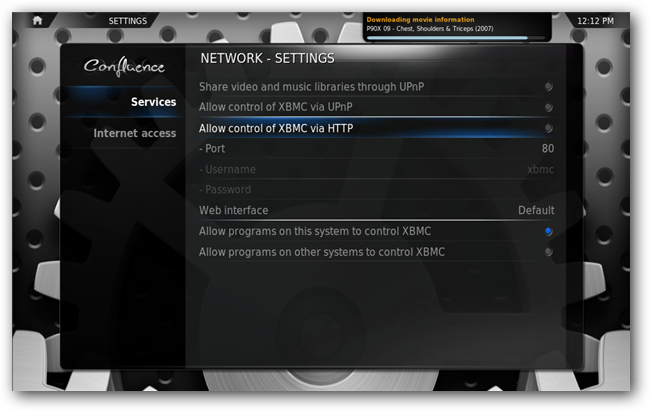 SETTINGS
Downloading movie information
P90X 09 - Chest, Shoulders & Triceps (2007)
12:12 PM
Confluence
NETWORK - SETTINGS
Services
Internet access
Share video and music libraries through UPnP
Allow control of XBMC via UPnP
Allow control of XBMC via HTTP
- Port 80
- Username xbmc
- Password
Web interface Default
Allow programs on this system to control XBMC
Allow programs on other systems to control XBMC